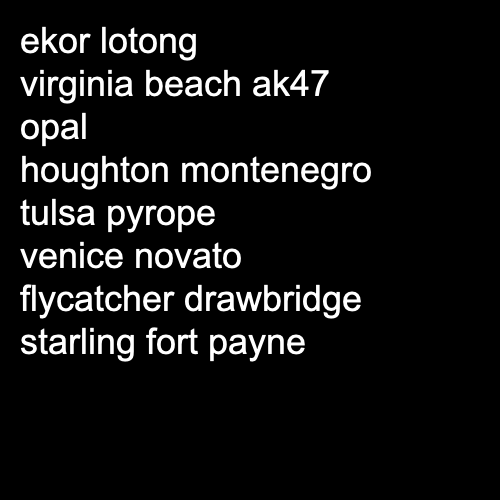 ekor lotong
virginia beach ak47
opal
houghton montenegro
tulsa pyrope
venice novato
flycatcher drawbridge
starling fort payne